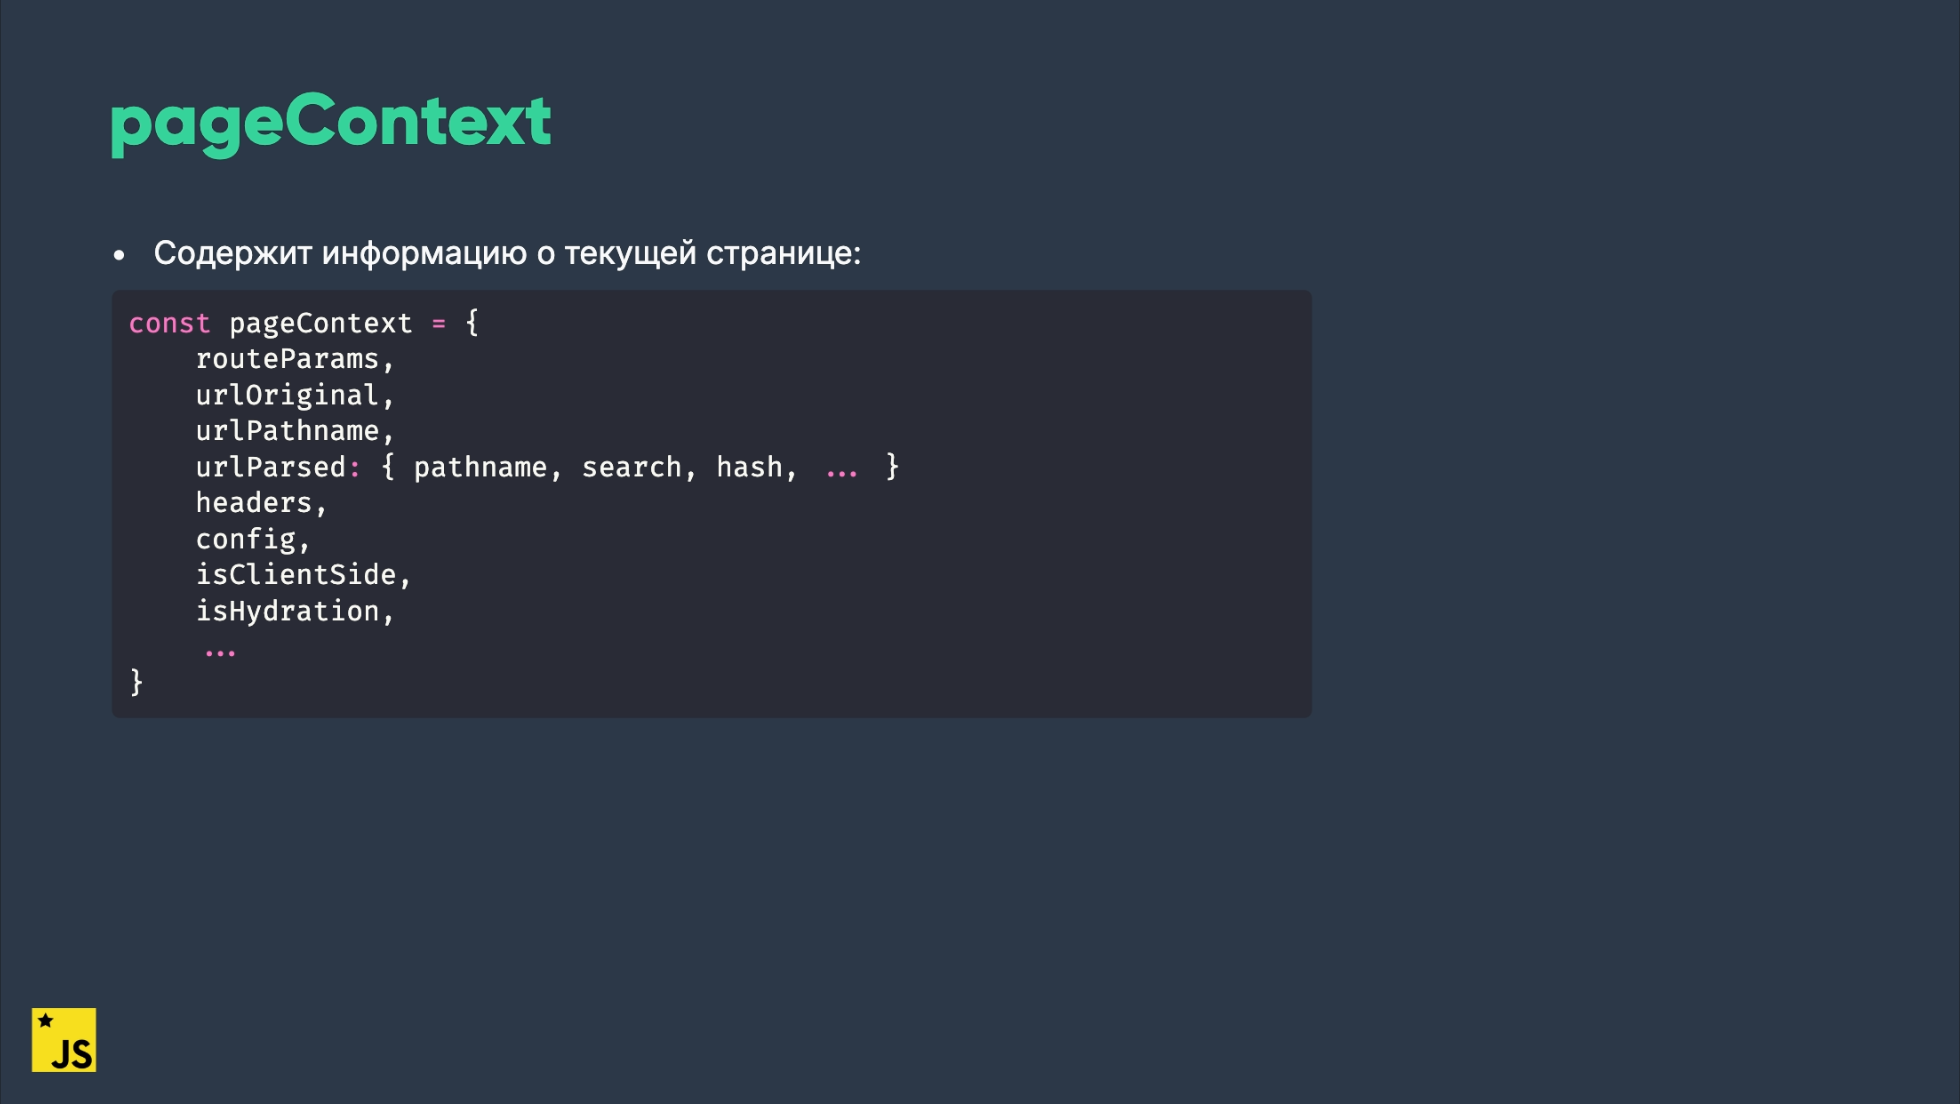 pageContext
• Содержит информацию о текущей странице:
const pageContext = {
    routeParams,
    urlOriginal,
    urlPathname,
    urlParsed: { pathname, search, hash, ... }
    headers,
    config,
    isClientSide,
    isHydration,
    ...
}
JS